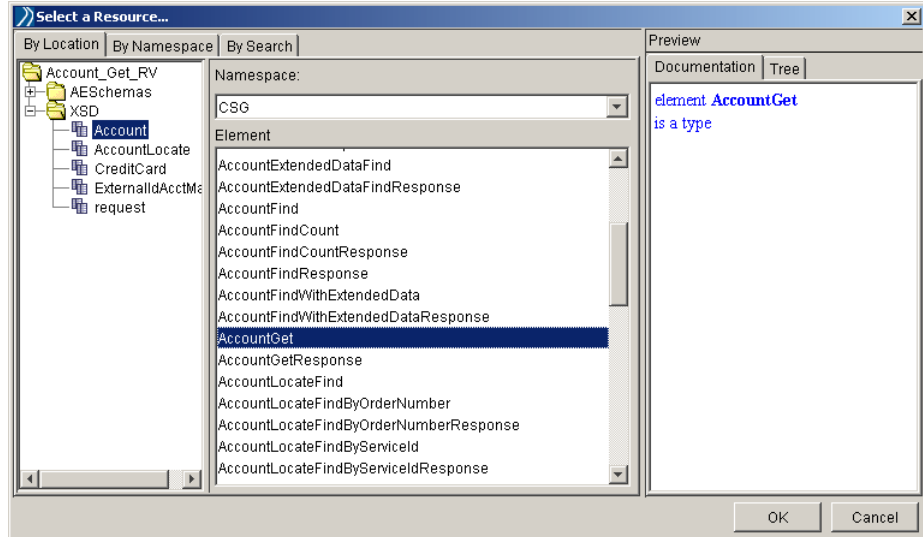 Select a Resource...
By Location
By Namespace
By Search
Account_Get_RV
AESchemas
XSD
Account
AccountLocate
CreditCard
ExternalIdAcctMa
request
Namespace:
CSG
Element
AccountExtendedDataFind
AccountExtendedDataFindResponse
AccountFind
AccountFindCount
AccountFindCountResponse
AccountFindResponse
AccountFindWithExtendedData
AccountFindWithExtendedDataResponse
AccountGet
AccountGetResponse
AccountLocateFind
AccountLocateFindByOrderNumber
AccountLocateFindByOrderNumberResponse
AccountLocateFindByServiceId
AccountLocateFindByServiceIdResponse
Preview
Documentation
Tree
element AccountGet
is a type
OK
Cancel